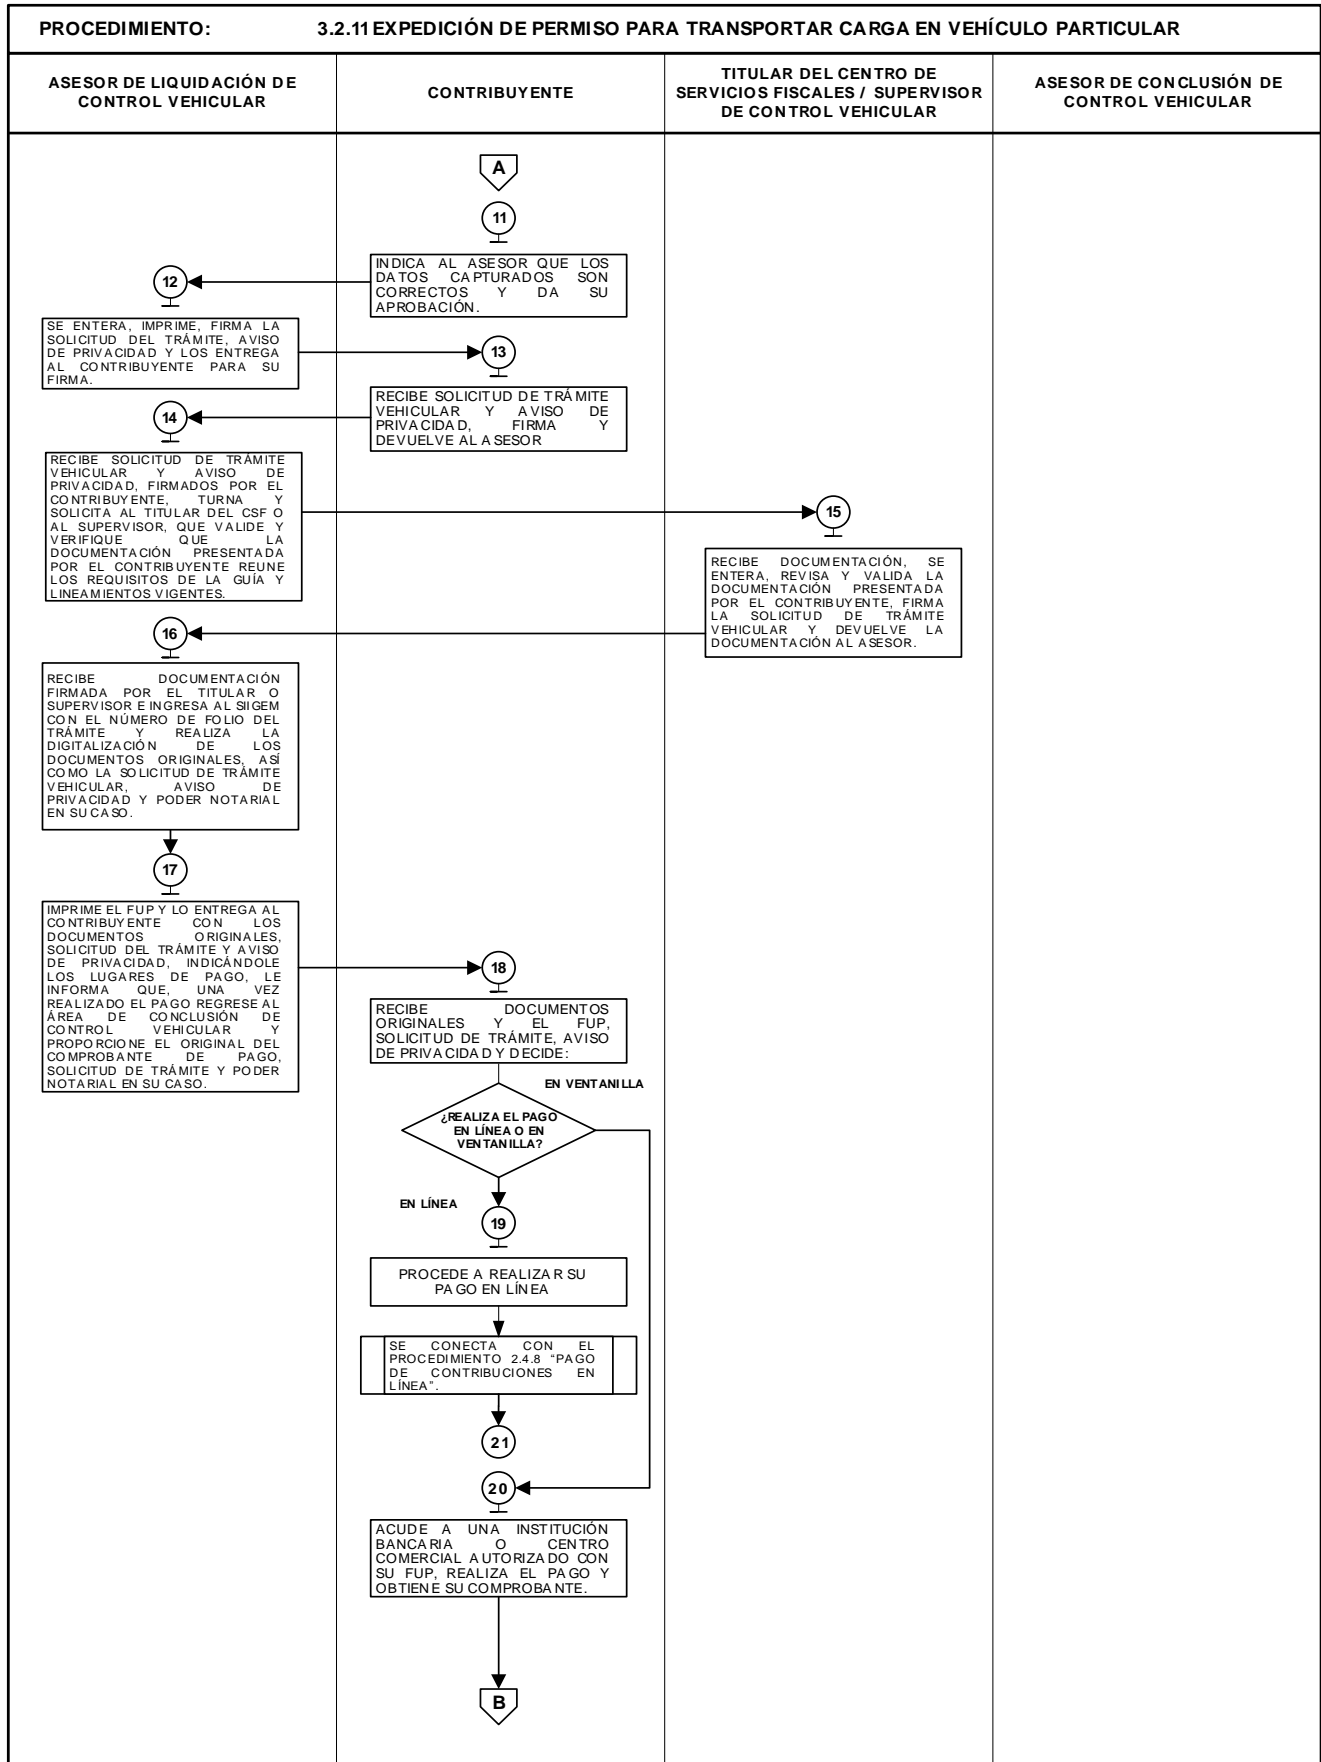 PROCEDIMIENTO: 3.2.11 EXPEDICIÓN DE PERMISO PARA TRANSPORTAR CARGA EN VEHÍCULO PARTICULAR
ASESOR DE LIQUIDACIÓN DE
CONTROL VEHICULAR
CONTRIBUYENTE
TITULAR DEL CENTRO DE
SERVICIOS FISCALES / SUPERVISOR
DE CONTROL VEHICULAR
ASESOR DE CONCLUSIÓN DE
CONTROL VEHICULAR
A
11
INDICA AL ASESOR QUE LOS
DATOS CAPTURADOS SON
CORRECTOS Y DA SU
APROBACIÓN.
12
SE ENTERA, IMPRIME, FIRMA LA
SOLICITUD DEL TRÁMITE, AVISO
DE PRIVACIDAD Y LOS ENTREGA
AL CONTRIBUYENTE PARA SU
FIRMA.
13
RECIBE SOLICITUD DE TRÁMITE
VEHICULAR Y AVISO DE
PRIVACIDAD, FIRMA Y
DEVUELVE AL ASESOR
14
RECIBE SOLICITUD DE TRÁMITE
VEHICULAR Y AVISO DE
PRIVACIDAD, FIRMADOS POR EL
CONTRIBUYENTE, TURNA Y
SOLICITA AL TITULAR DEL CSF O
AL SUPERVISOR, QUE VALIDE Y
VERIFIQUE QUE LA
DOCUMENTACIÓN PRESENTADA
POR EL CONTRIBUYENTE REUNE
LOS REQUISITOS DE LA GUÍA Y
LINEAMIENTOS VIGENTES.
15
RECIBE DOCUMENTACIÓN, SE
ENTERA, REVISA Y VALIDA LA
DOCUMENTACIÓN PRESENTADA
POR EL CONTRIBUYENTE, FIRMA
LA SOLICITUD DE TRÁMITE
VEHICULAR Y DEVUELVE LA
DOCUMENTACIÓN AL ASESOR.
16
RECIBE DOCUMENTACIÓN
FIRMADA POR EL TITULAR O
SUPERVISOR E INGRESA AL SIIGEM
CON EL NÚMERO DE FOLIO DEL
TRÁMITE Y REALIZA LA
DIGITALIZACIÓN DE LOS
DOCUMENTOS ORIGINALES, ASÍ
COMO LA SOLICITUD DE TRÁMITE
VEHICULAR, AVISO DE
PRIVACIDAD Y PODER NOTARIAL
EN SU CASO.
17
IMPRIME EL FUP Y LO ENTREGA AL
CONTRIBUYENTE CON LOS
DOCUMENTOS ORIGINALES,
SOLICITUD DEL TRÁMITE Y AVISO
DE PRIVACIDAD, INDICÁNDOLE
LOS LUGARES DE PAGO, LE
INFORMA QUE, UNA VEZ
REALIZADO EL PAGO REGRESE AL
ÁREA DE CONCLUSIÓN DE
CONTROL VEHICULAR Y
PROPORCIONE EL ORIGINAL DEL
COMPROBANTE DE PAGO,
SOLICITUD DE TRÁMITE Y PODER
NOTARIAL EN SU CASO.
18
RECIBE DOCUMENTOS
ORIGINALES Y EL FUP,
SOLICITUD DE TRÁMITE, AVISO
DE PRIVACIDAD Y DECIDE:
EN VENTANILLA
¿REALIZA EL PAGO
EN LÍNEA O EN
VENTANILLA?
EN LÍNEA
19
PROCEDE A REALIZAR SU
PAGO EN LÍNEA
SE CONECTA CON EL
PROCEDIMIENTO 2.4.8 “PAGO
DE CONTRIBUCIONES EN
LÍNEA”.
21
20
ACUDE A UNA INSTITUCIÓN
BANCARIA O CENTRO
COMERCIAL AUTORIZADO CON
SU FUP, REALIZA EL PAGO Y
OBTIENE SU COMPROBANTE.
B